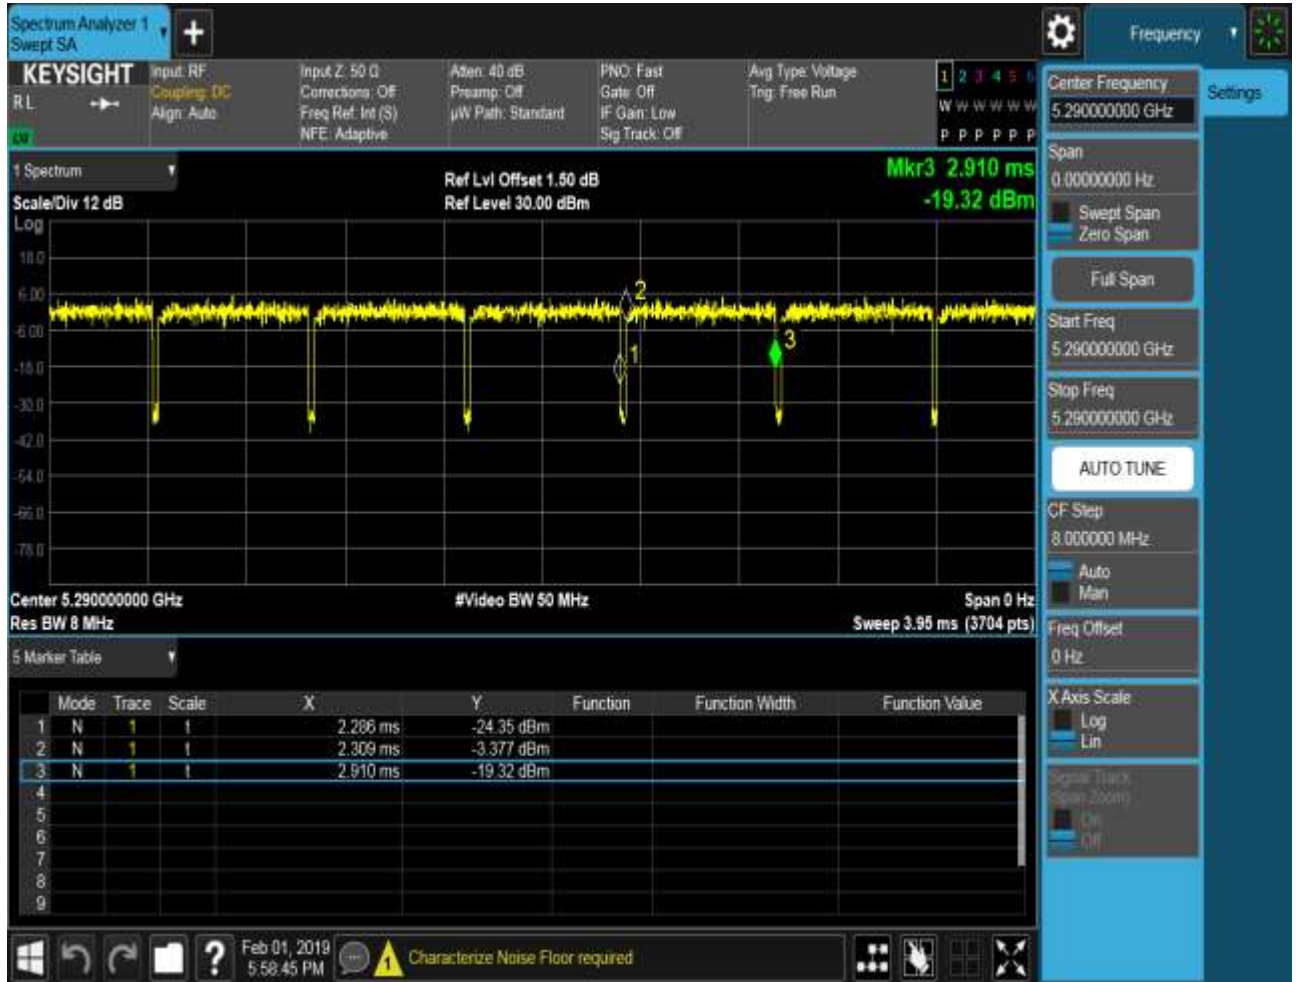 Spectrum Analyzer 1
Swept SA
+
Frequency
KEYSIGHT
R L
Input: RF
Coupling: DC
Align: Auto
Input Z: 50 Ω
Corrections: Off
Freq Ref: Int (S)
NFE: Adaptive
Atten: 40 dB
Preamp: Off
µW Path: Standard
PNO: Fast
Gate: Off
IF Gain: Low
Sig Track: Off
Avg Type: Voltage
Trig: Free Run
1 2 3 4 5 6
W W W W W W
P P P P P P
Center Frequency
5.290000000 GHz
Settings
Span
0.00000000 Hz
Swept Span
Zero Span
Full Span
Start Freq
5.290000000 GHz
Stop Freq
5.290000000 GHz
AUTO TUNE
CF Step
8.000000 MHz
Auto
Man
Freq Offset
0 Hz
X Axis Scale
Log
Lin
Signal Track
(Span Zoom)
On
Off
1 Spectrum
Scale/Div 12 dB
Ref Lvl Offset 1.50 dB
Ref Level 30.00 dBm
Mkr3 2.910 ms
-19.32 dBm
Log
18.0
6.00
-6.00
-18.0
-30.0
-42.0
-54.0
-66.0
-78.0
2
1
3
Center 5.290000000 GHz
#Video BW 50 MHz
Span 0 Hz
Res BW 8 MHz
Sweep 3.95 ms (3704 pts)
5 Marker Table
Mode Trace Scale X Y Function Function Width Function Value
1 N 1 t 2.286 ms -24.35 dBm
2 N 1 t 2.309 ms -3.377 dBm
3 N 1 t 2.910 ms -19.32 dBm
4
5
6
7
8
9
?
Feb 01, 2019
5:58:45 PM
1
Characterize Noise Floor required